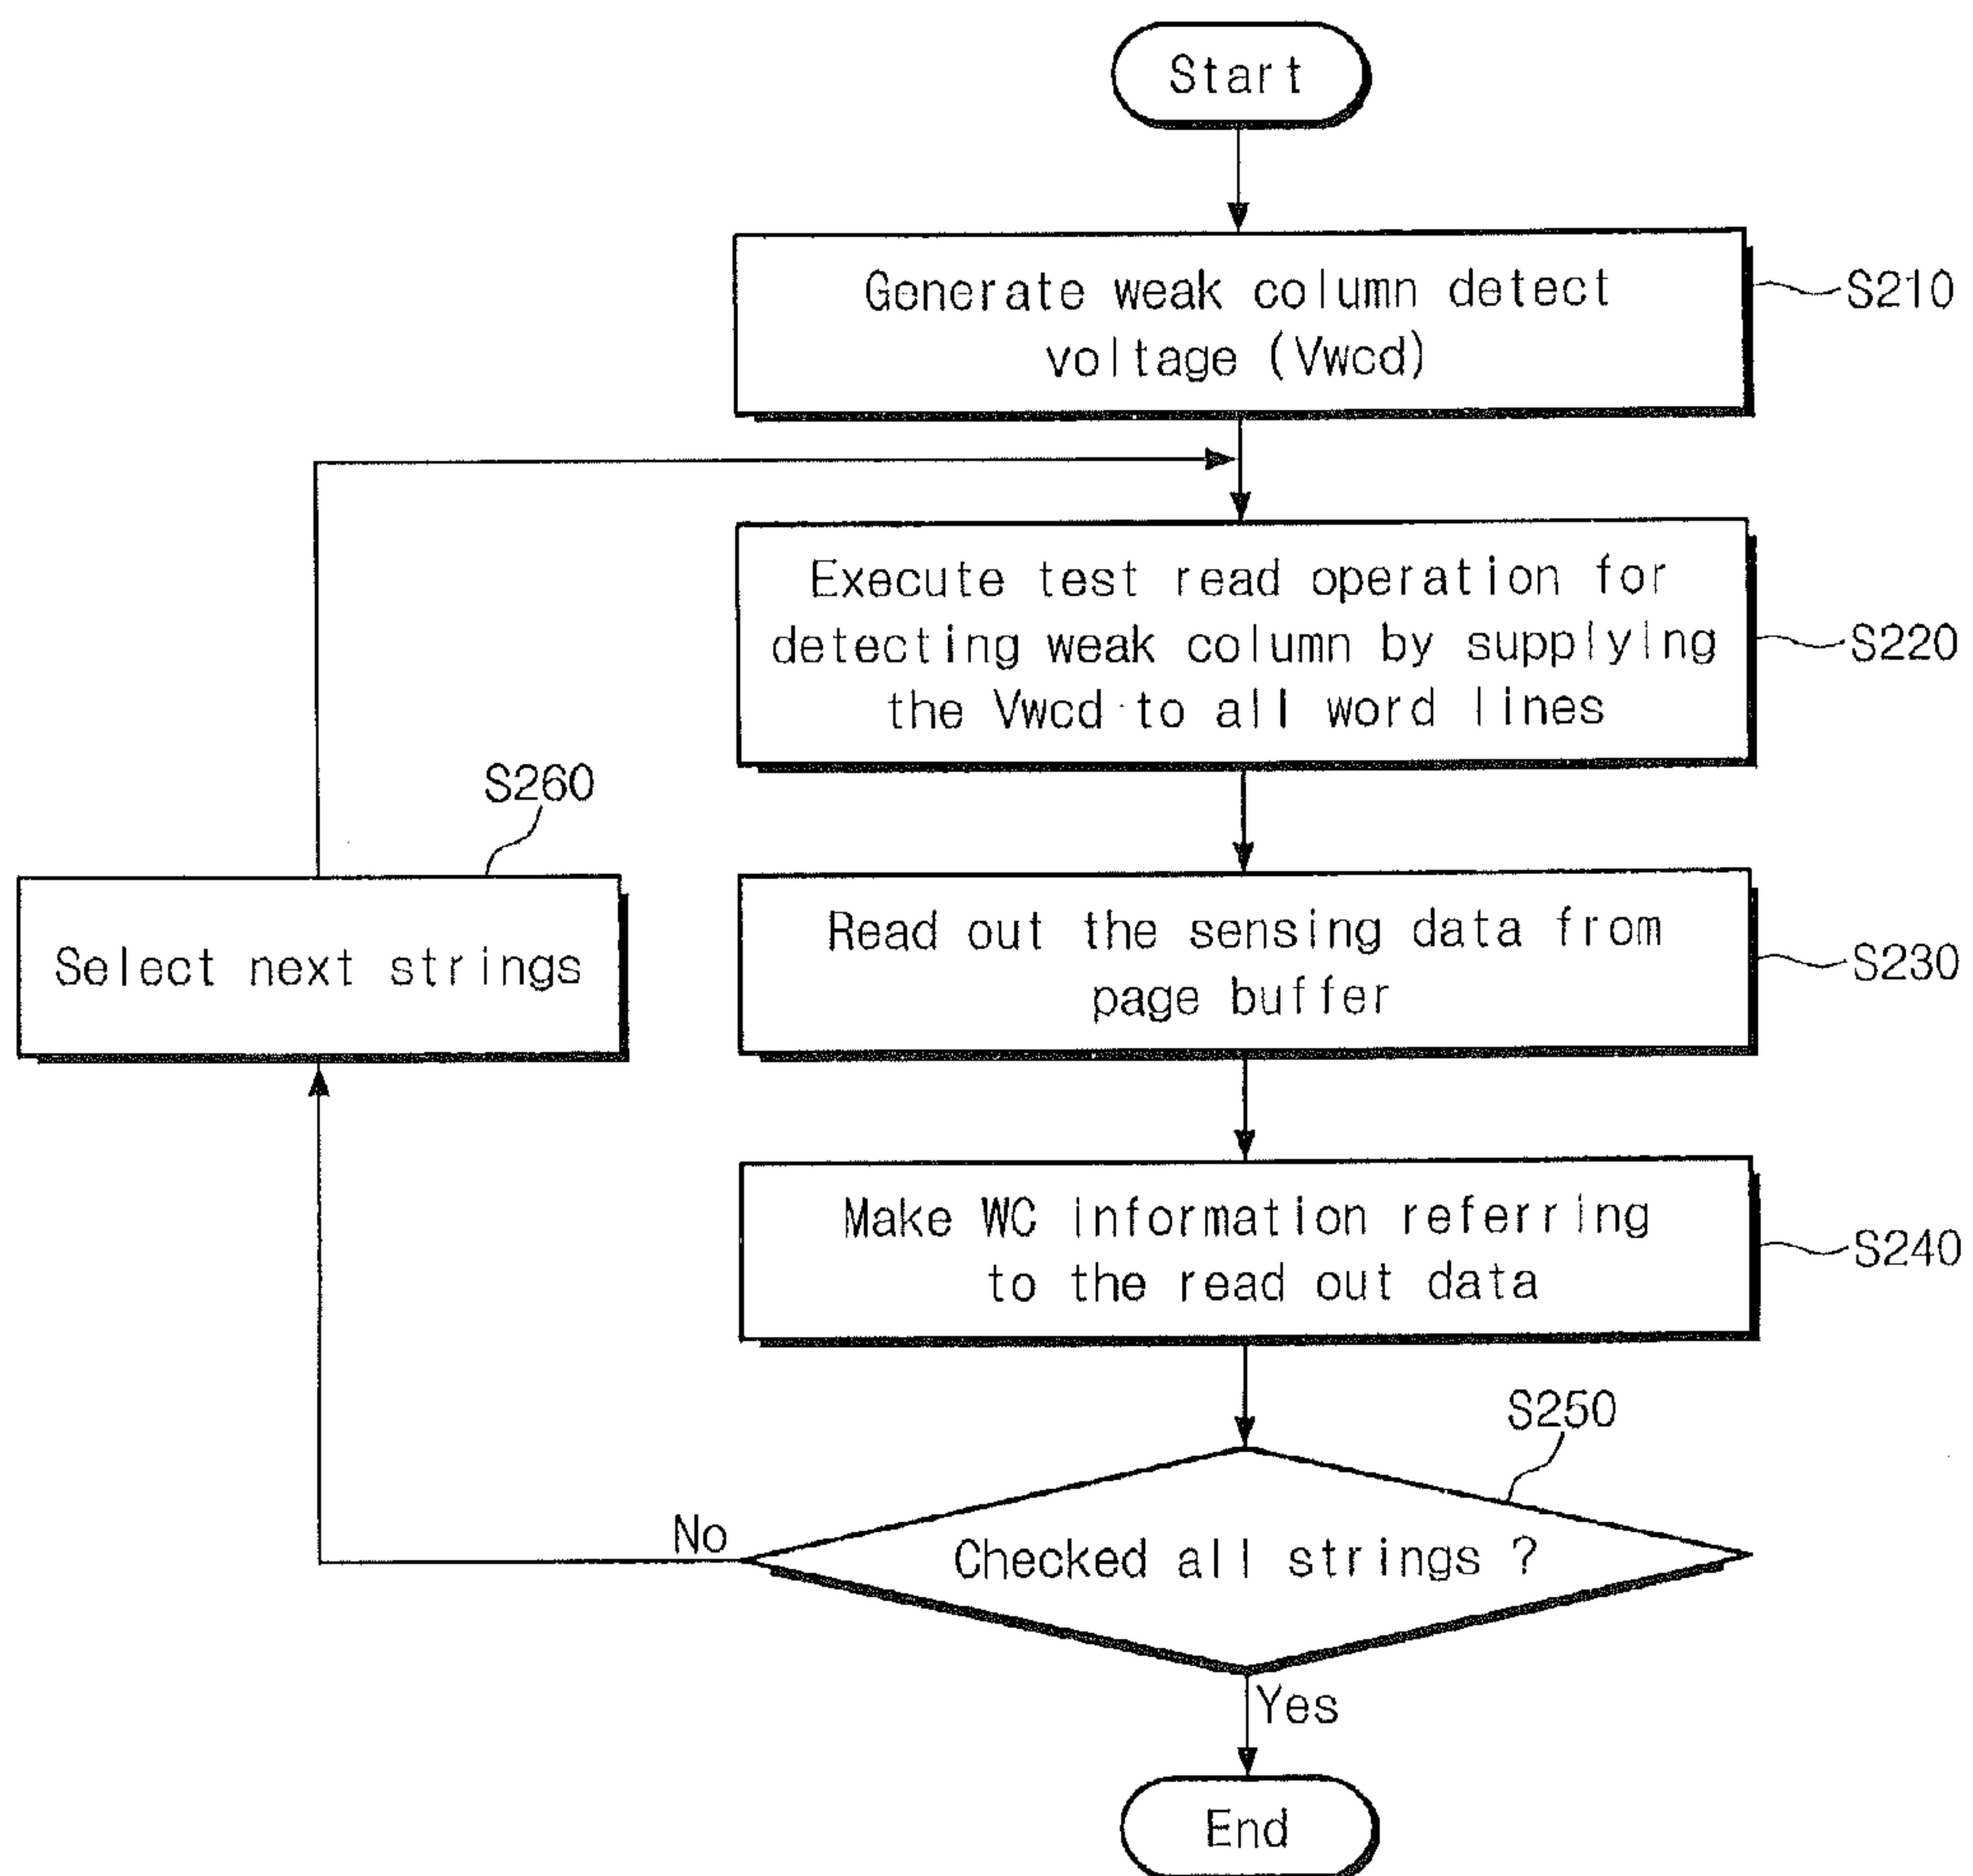 Start
Generate weak column detect
voltage (Vwcd)
S210
Execute test read operation for
detecting weak column by supplying
the Vwcd to all word lines
S220
S260
Select next strings
Read out the sensing data from
page buffer
S230
Make WC information referring
to the read out data
S240
S250
Checked all strings ?
No
Yes
End